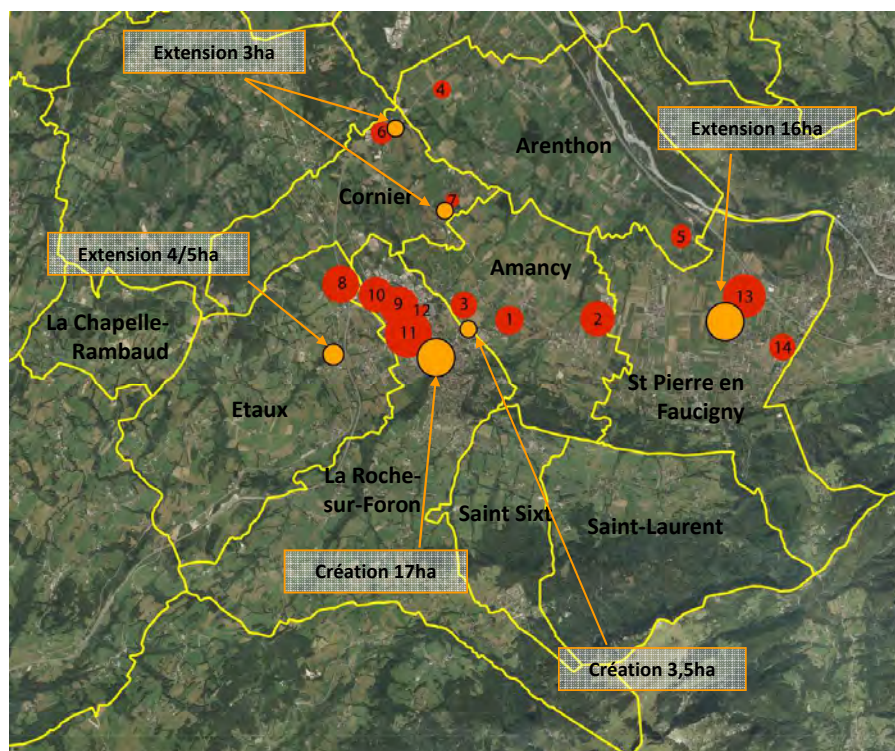 Extension 3ha
4
Extension 16ha
6
Arenthon
Cornier
7
5
Extension 4/5ha
Amancy
8
10
9
12
3
1
2
13
11
14
La Chapelle-
Rambaud
St Pierre en
Faucigny
Etaux
La Roche-
sur-Foron
Saint Sixt
Saint-Laurent
Création 17ha
Création 3,5ha